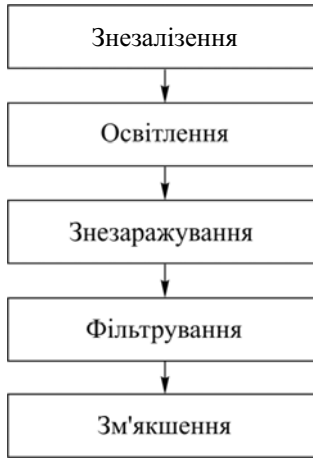 Знезалізення
Освітлення
Знезаражування
Фільтрування
Зм'якшення